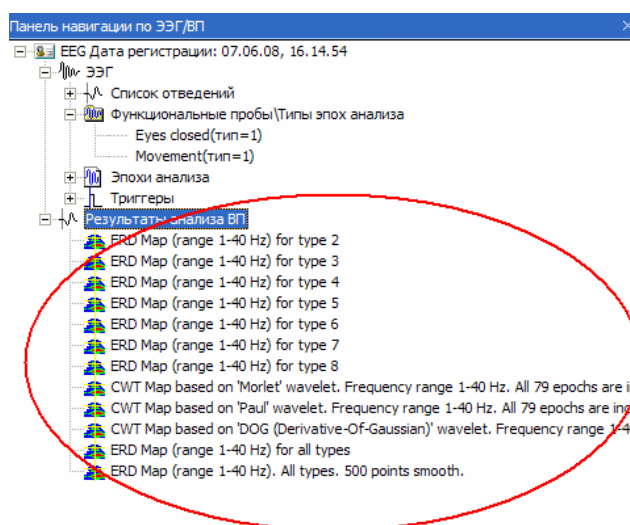 Панель навигации по ЭЭГ/ВП
EEG Дата регистрации: 07.06.08, 16.14.54
ЭЭГ
Список отведений
Функциональные пробы\Типы эпох анализа
Eyes closed(тип=1)
Movement(тип=1)
Эпохи анализа
Триггеры
Результаты анализа ВП
ERD Map (range 1-40 Hz) for type 2
ERD Map (range 1-40 Hz) for type 3
ERD Map (range 1-40 Hz) for type 4
ERD Map (range 1-40 Hz) for type 5
ERD Map (range 1-40 Hz) for type 6
ERD Map (range 1-40 Hz) for type 7
ERD Map (range 1-40 Hz) for type 8
CWT Map based on 'Morlet' wavelet. Frequency range 1-40 Hz. All 79 epochs are
CWT Map based on 'Paul' wavelet. Frequency range 1-40 Hz. All 79 epochs are
CWT Map based on 'DOG (Derivative-Of-Gaussian)' wavelet. Frequency range 1-4
ERD Map (range 1-40 Hz) for all types
ERD Map (range 1-40 Hz). All types. 500 points smooth.